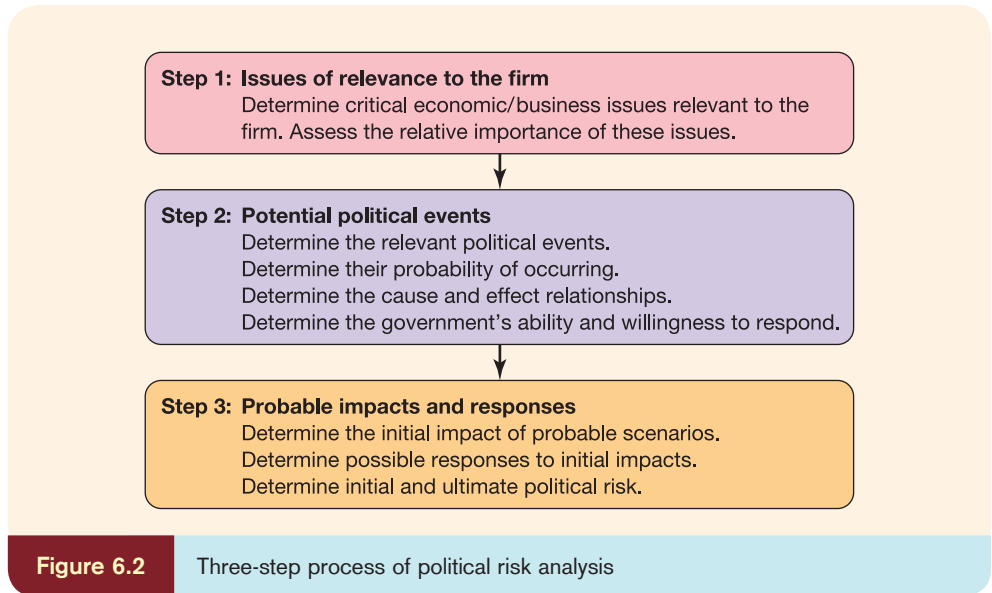 Step 1: Issues of relevance to the firm
Determine critical economic/business issues relevant to the
firm. Assess the relative importance of these issues.
Step 2: Potential political events
Determine the relevant political events.
Determine their probability of occurring.
Determine the cause and effect relationships.
Determine the government’s ability and willingness to respond.
Step 3: Probable impacts and responses
Determine the initial impact of probable scenarios.
Determine possible responses to initial impacts.
Determine initial and ultimate political risk.
Figure 6.2 Three-step process of political risk analysis